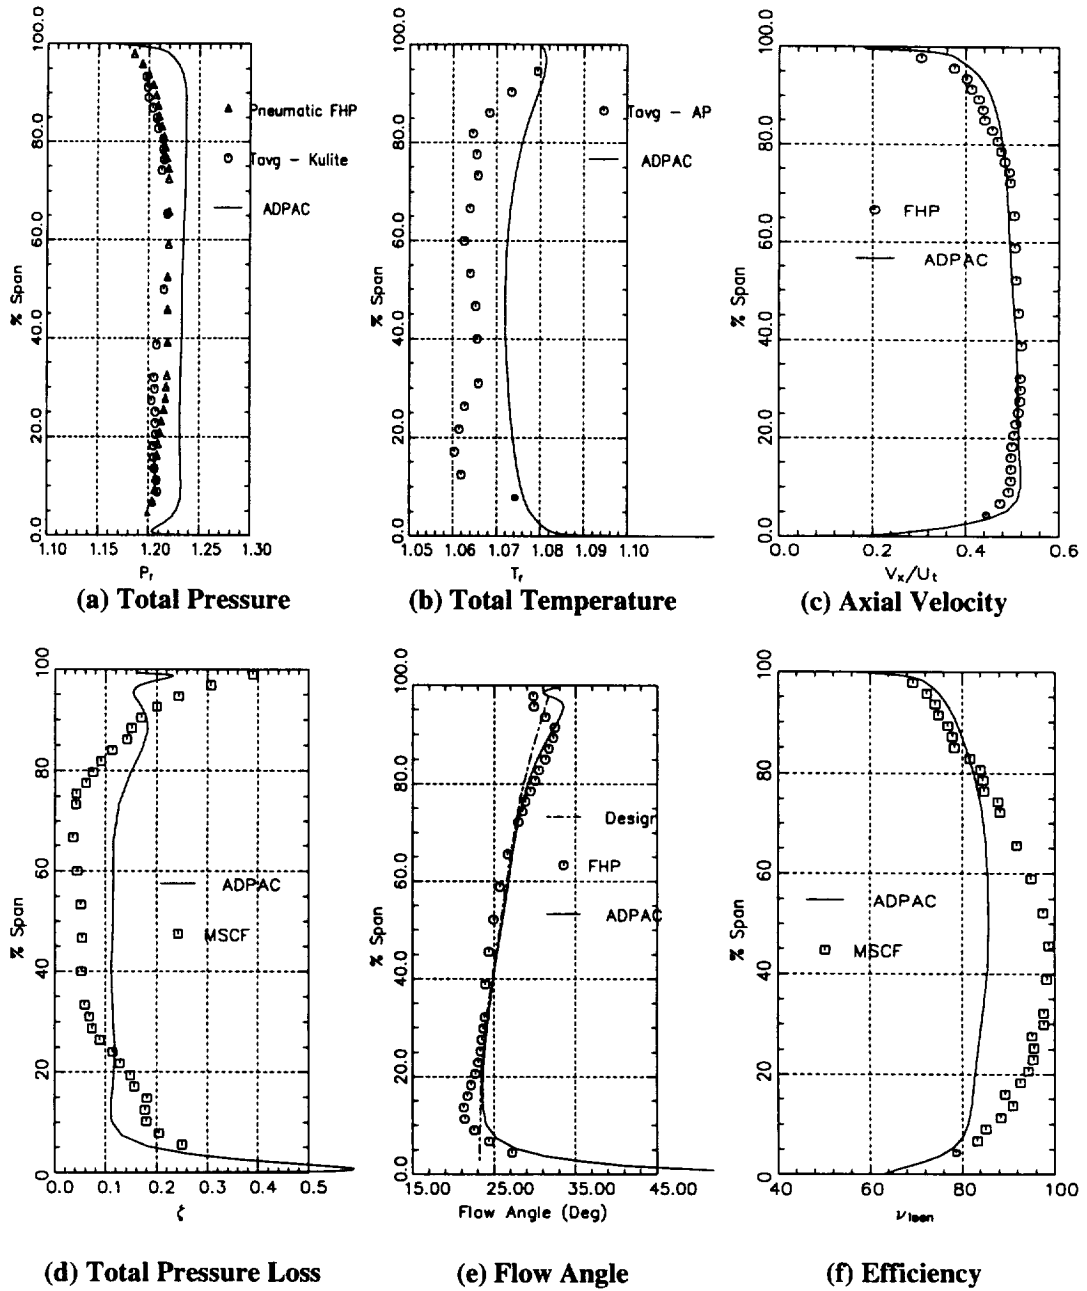 100.0
80.0
60.0
40.0
20.0
0.0
% Span
Pneumatic FHP
Tavg - Kulite
ADPAC
1.10 1.15 1.20 1.25 1.30
Pr
(a) Total Pressure
100.0
80.0
60.0
40.0
20.0
0.0
% Span
Tavg - AP
ADPAC
1.05 1.06 1.07 1.08 1.09 1.10
Tr
(b) Total Temperature
100.0
80.0
60.0
40.0
20.0
0.0
% Span
FHP
ADPAC
0.0 0.2 0.4 0.6
Vx/Ut
(c) Axial Velocity
100
80
60
40
20
0
% Span
ADPAC
MSCF
0.0 0.1 0.2 0.3 0.4 0.5
ζ
(d) Total Pressure Loss
100.0
80.0
60.0
40.0
20.0
0.0
% Span
Design
FHP
ADPAC
15.00 25.00 35.00 45.00
Flow Angle (Deg)
(e) Flow Angle
100
80
60
40
20
0
% Span
ADPAC
MSCF
40 60 80 100
(f) Efficiency